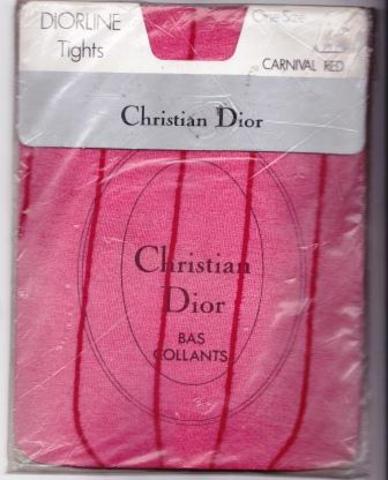 DIORLINE
Tights
One Size
CARNIVAL RED
Christian Dior
Christian
Dior
BAS
COLLANTS